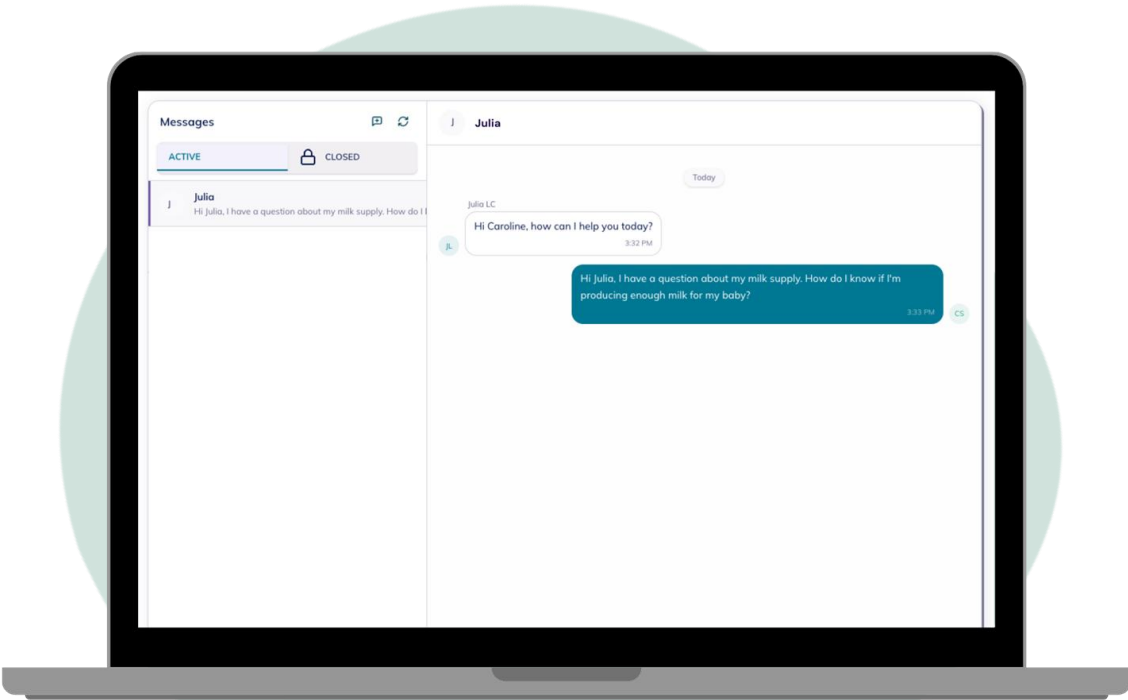 Messages
ACTIVE
CLOSED
J
Julia
Hi Julia, I have a question about my milk supply. How do I
J
Julia
Today
Julia LC
Hi Caroline, how can I help you today?
3:32 PM
JL
Hi Julia, I have a question about my milk supply. How do I know if I'm
producing enough milk for my baby?
3:33 PM
CS